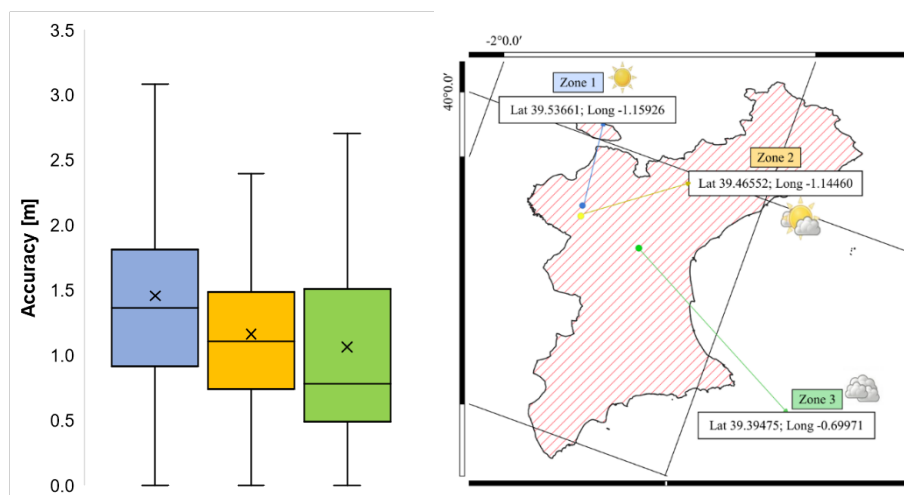 3.5
3.0
2.5
2.0
1.5
1.0
0.5
0.0
Accuracy [m]
-2°0.0′
40°0.0′
Zone 1
Lat 39.53661; Long -1.15926
Zone 2
Lat 39.46552; Long -1.14460
Zone 3
Lat 39.39475; Long -0.69971